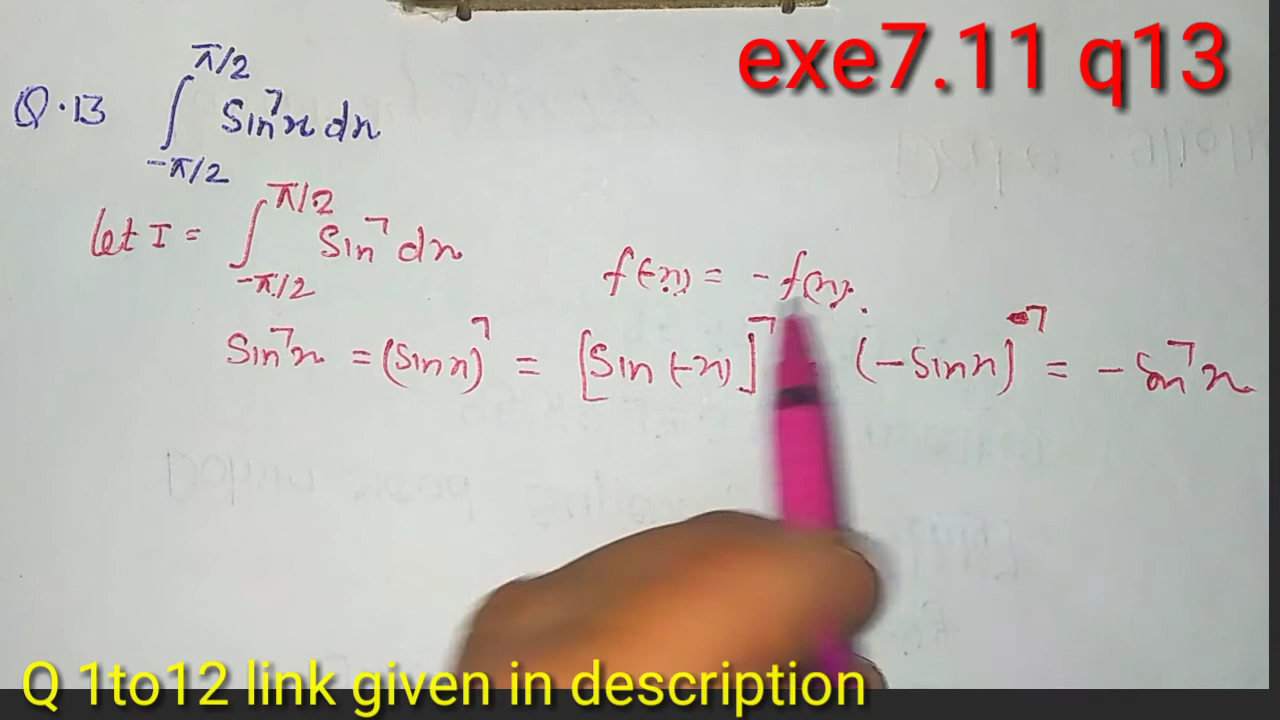 exe7.11 q13
Q.13 ∫_{-π/2}^{π/2} Sin⁷x dx
let I = ∫_{-π/2}^{π/2} Sin⁷ dx
f(-x) = -f(x).
Sin⁷x = (Sin x)⁷ = [Sin (-x)]⁷ (-Sin x)⁷ = - Sin⁷x
Q 1to12 link given in description